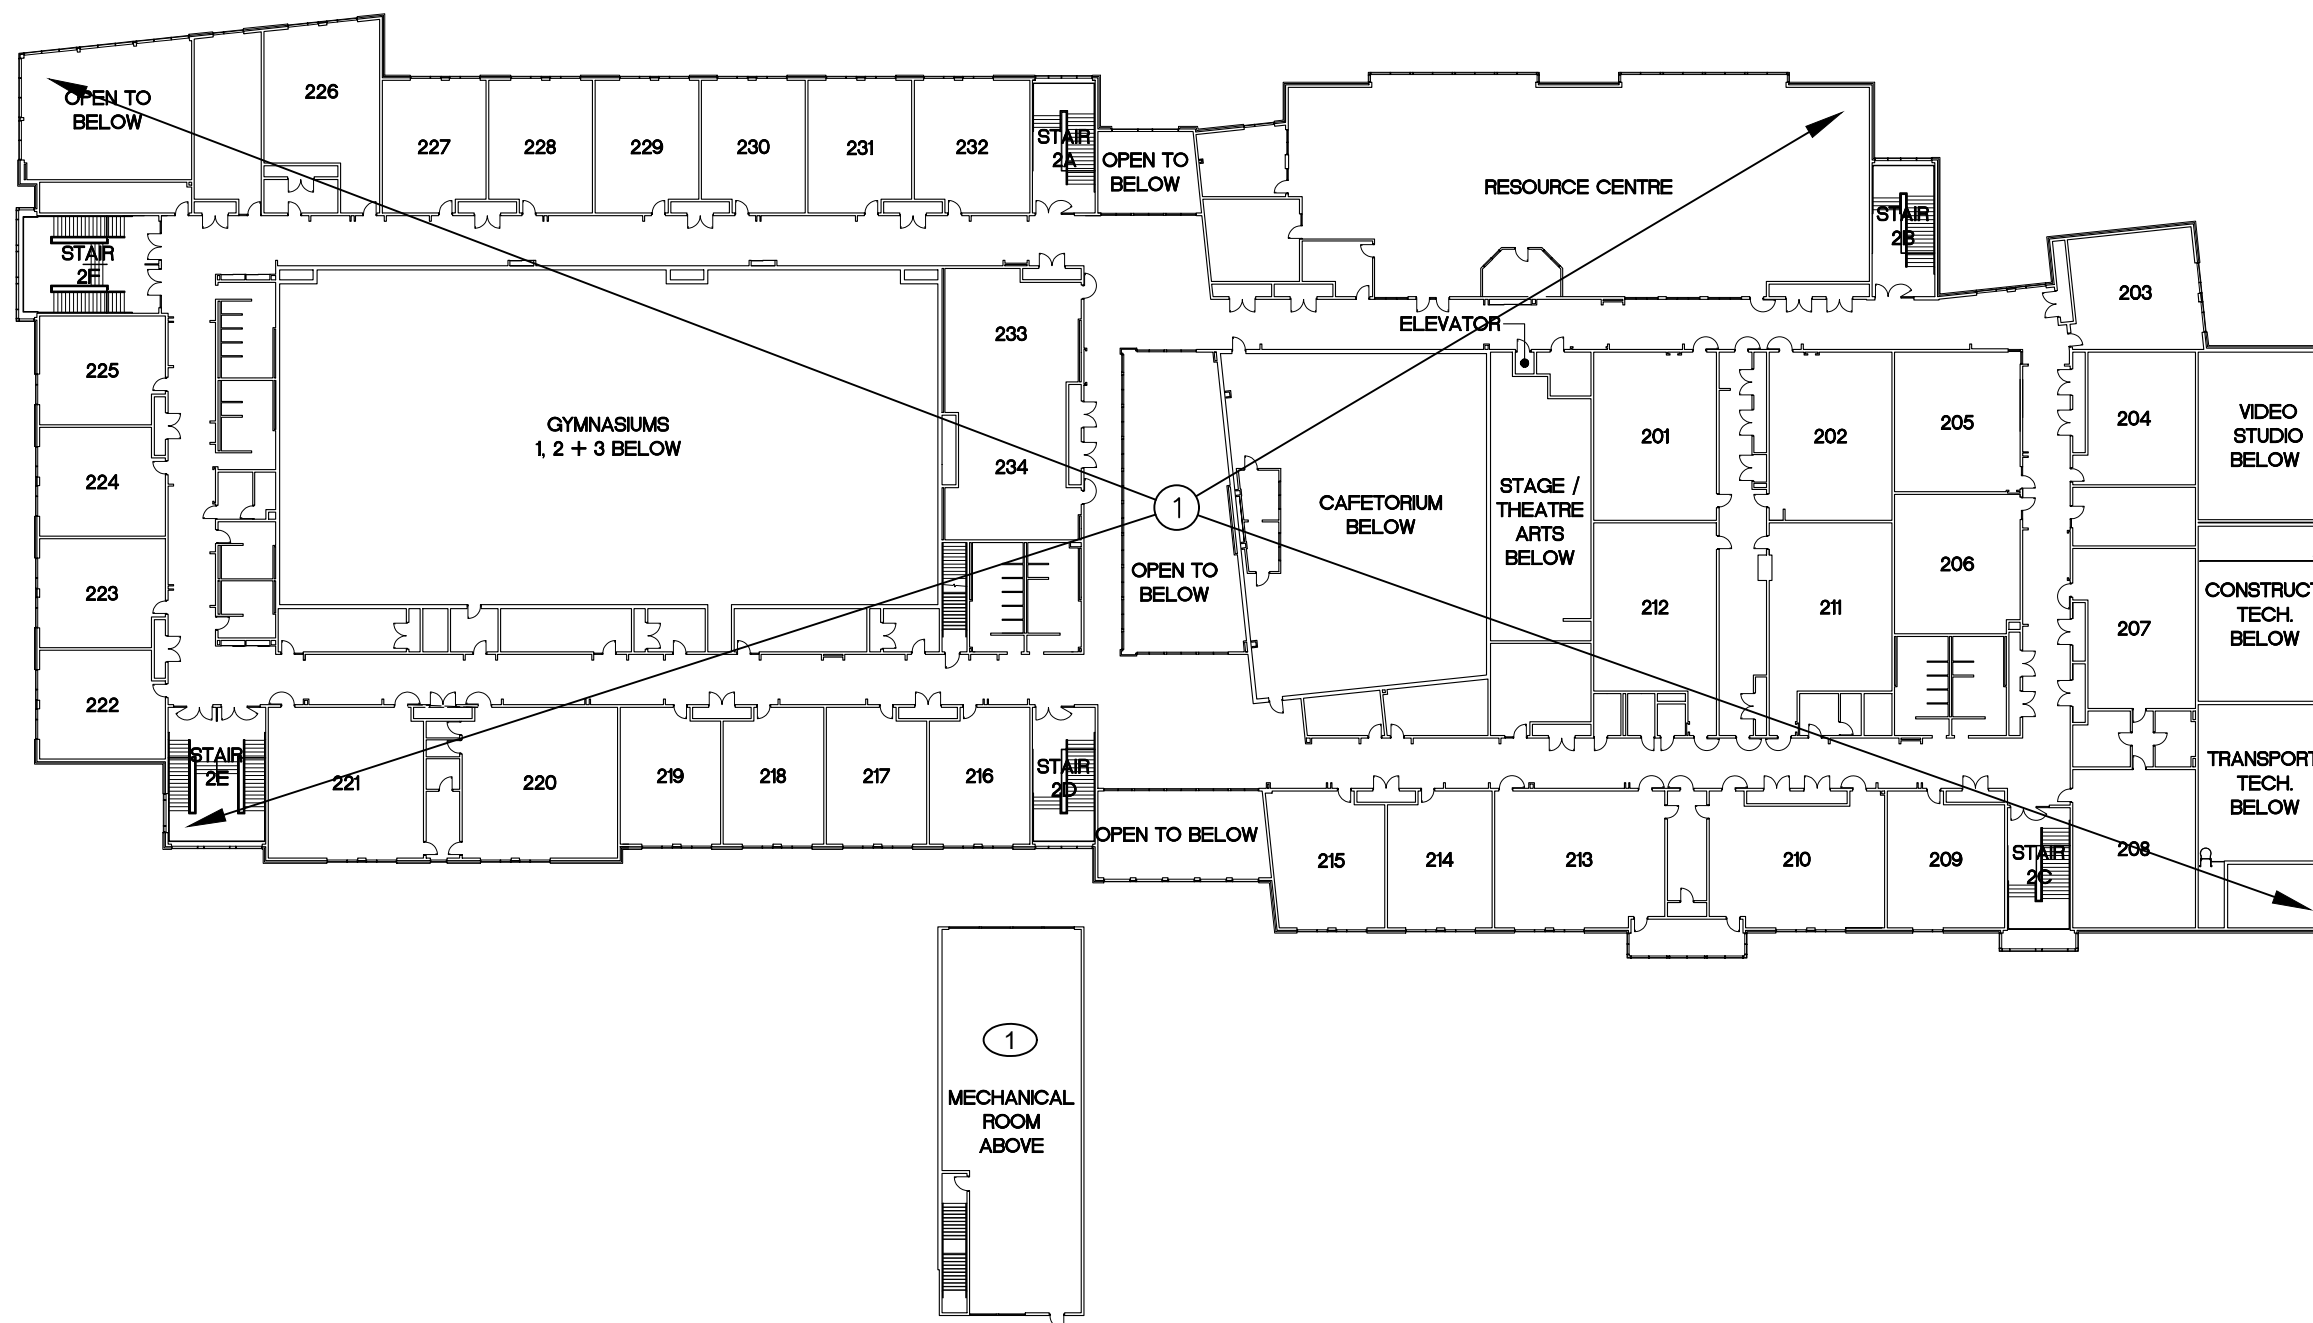 OPEN TO
BELOW
226
227
228
229
230
231
232
STAIR
2A
OPEN TO
BELOW
RESOURCE CENTRE
STAIR
2B
203
STAIR
2F
ELEVATOR
233
225
GYMNASIUMS
1, 2 + 3 BELOW
234
224
201
202
205
204
VIDEO
STUDIO
BELOW
1
CAFETORIUM
BELOW
STAGE /
THEATRE
ARTS
BELOW
OPEN TO
BELOW
223
212
211
206
207
CONSTRUCT
TECH.
BELOW
222
STAIR
2E
221
220
219
218
217
216
STAIR
2D
TRANSPORT
TECH.
BELOW
OPEN TO BELOW
215
214
213
210
209
STAIR
2C
208
1
MECHANICAL
ROOM
ABOVE